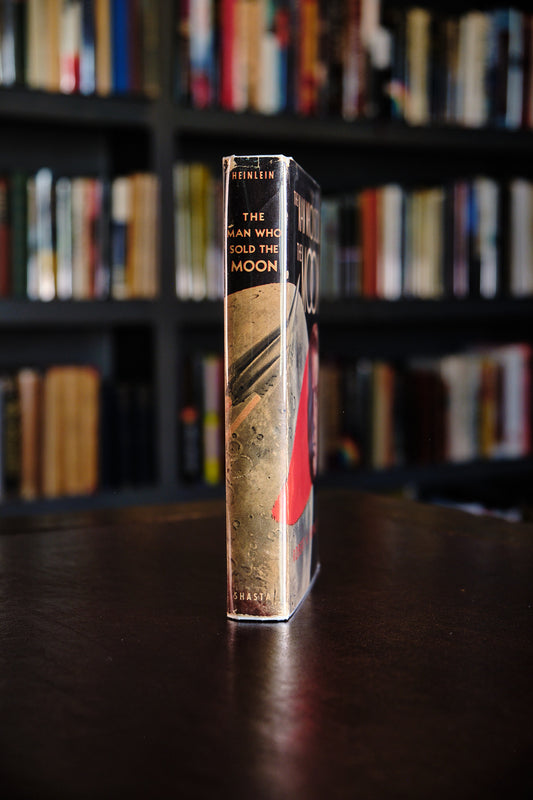 HEINLEIN
THE
MAN WHO
SOLD THE
MOON
SHASTA